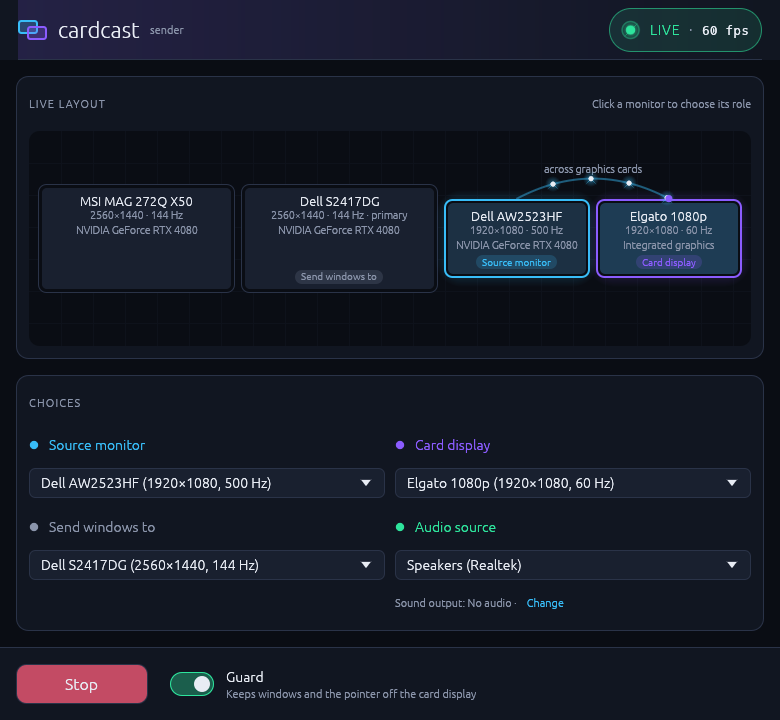 cardcast sender
LIVE · 60 fps
LIVE LAYOUT
Click a monitor to choose its role
across graphics cards
MSI MAG 272Q X50
2560×1440 · 144 Hz
NVIDIA GeForce RTX 4080
Dell S2417DG
2560×1440 · 144 Hz · primary
NVIDIA GeForce RTX 4080
Send windows to
Dell AW2523HF
1920×1080 · 500 Hz
NVIDIA GeForce RTX 4080
Source monitor
Elgato 1080p
1920×1080 · 60 Hz
Integrated graphics
Card display
CHOICES
Source monitor
Dell AW2523HF (1920×1080, 500 Hz)
Card display
Elgato 1080p (1920×1080, 60 Hz)
Send windows to
Dell S2417DG (2560×1440, 144 Hz)
Audio source
Speakers (Realtek)
Sound output: No audio · Change
Stop
Guard
Keeps windows and the pointer off the card display